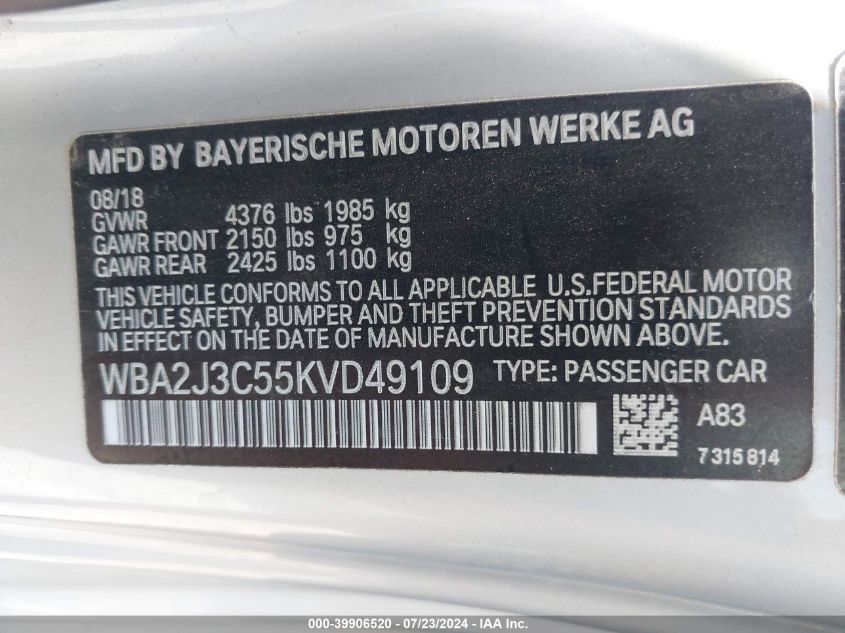 MFD BY BAYERISCHE MOTOREN WERKE AG
08/18
GVWR 4376 lbs 1985 kg
GAWR FRONT 2150 lbs 975 kg
GAWR REAR 2425 lbs 1100 kg
THIS VEHICLE CONFORMS TO ALL APPLICABLE U.S.FEDERAL MOTOR
VEHICLE SAFETY, BUMPER AND THEFT PREVENTION STANDARDS
IN EFFECT ON THE DATE OF MANUFACTURE SHOWN ABOVE.
WBA2J3C55KVD49109 TYPE: PASSENGER CAR
A83
7315814
000-39906520 - 07/23/2024 - IAA Inc.